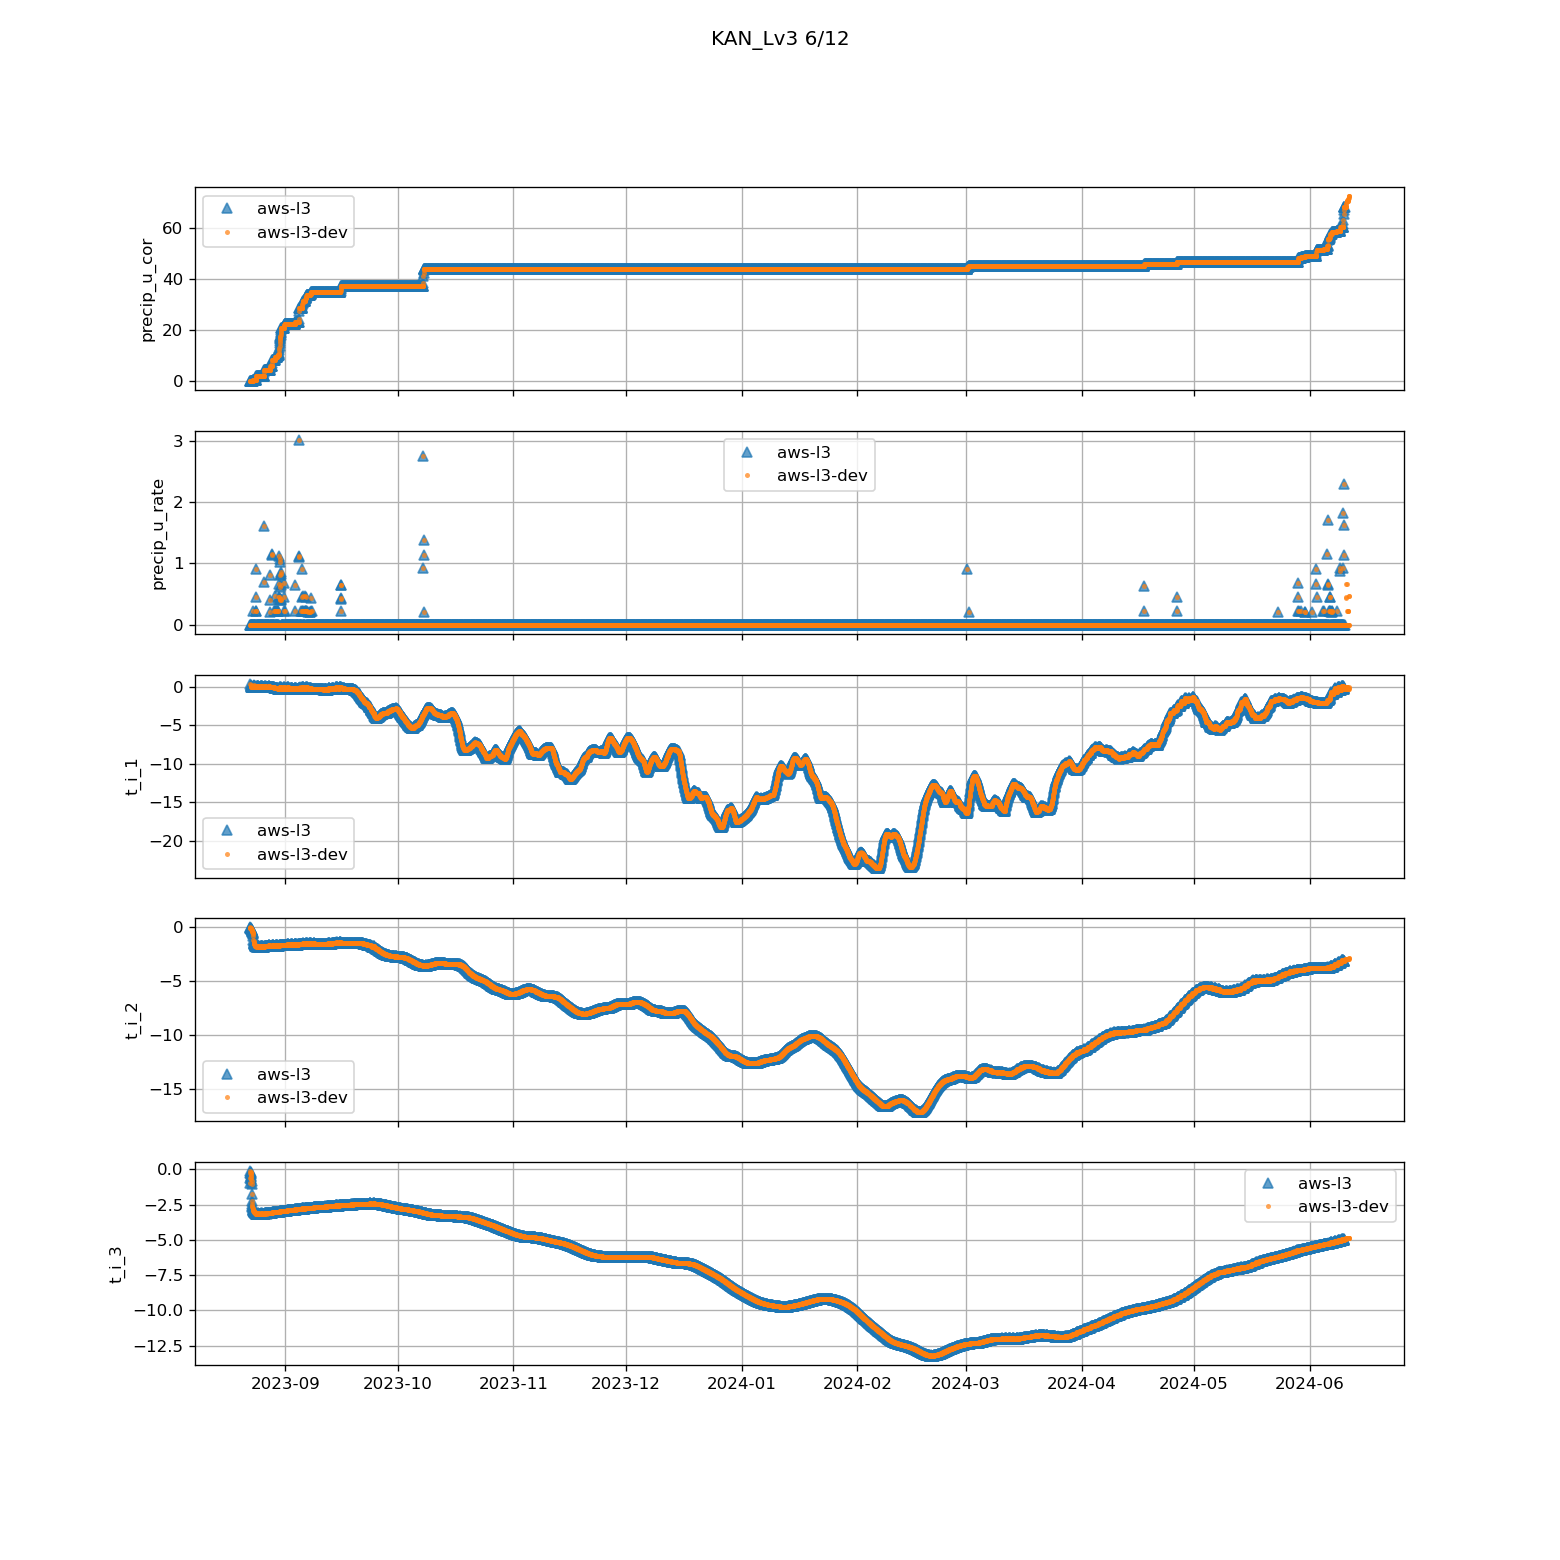 KAN_Lv3 6/12
aws-l3
aws-l3-dev
60
40
20
0
precip_u_cor
aws-l3
aws-l3-dev
3
2
1
0
precip_u_rate
0
−5
−10
−15
−20
t_i_1
aws-l3
aws-l3-dev
0
−5
−10
−15
t_i_2
aws-l3
aws-l3-dev
0.0
−2.5
−5.0
−7.5
−10.0
−12.5
t_i_3
aws-l3
aws-l3-dev
2023-09 2023-10 2023-11 2023-12 2024-01 2024-02 2024-03 2024-04 2024-05 2024-06